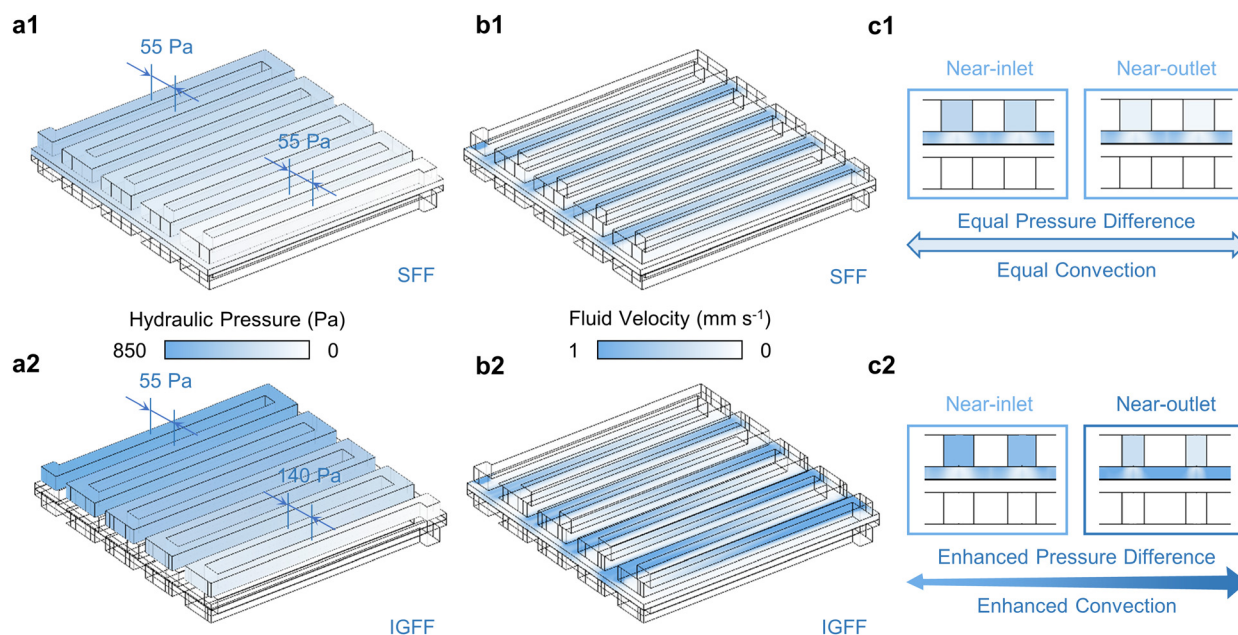 a1
b1
c1
55 Pa
55 Pa
SFF
SFF
Near-inlet
Near-outlet
Equal Pressure Difference
Equal Convection
Hydraulic Pressure (Pa)
850
0
Fluid Velocity (mm s⁻¹)
1
0
a2
b2
c2
55 Pa
140 Pa
IGFF
IGFF
Near-inlet
Near-outlet
Enhanced Pressure Difference
Enhanced Convection